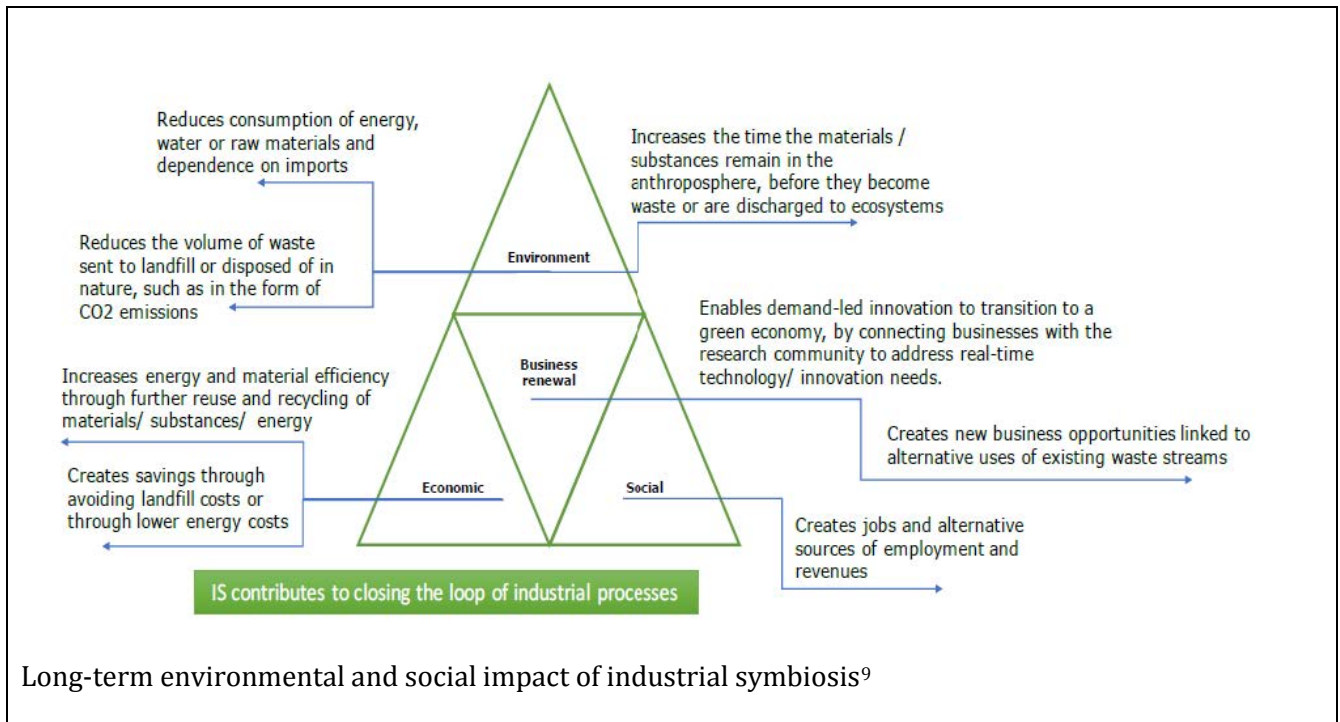 Reduces consumption of energy,
water or raw materials and
dependence on imports
Increases the time the materials /
substances remain in the
anthroposphere, before they become
waste or are discharged to ecosystems
Reduces the volume of waste
sent to landfill or disposed of in
nature, such as in the form of
CO2 emissions
Environment
Enables demand-led innovation to transition to a
green economy, by connecting businesses with the
research community to address real-time
technology/ innovation needs.
Business
renewal
Increases energy and material efficiency
through further reuse and recycling of
materials/ substances/ energy
Creates new business opportunities linked to
alternative uses of existing waste streams
Creates savings through
avoiding landfill costs or
through lower energy costs
Economic
Social
Creates jobs and alternative
sources of employment and
revenues
IS contributes to closing the loop of industrial processes
Long-term environmental and social impact of industrial symbiosis⁹